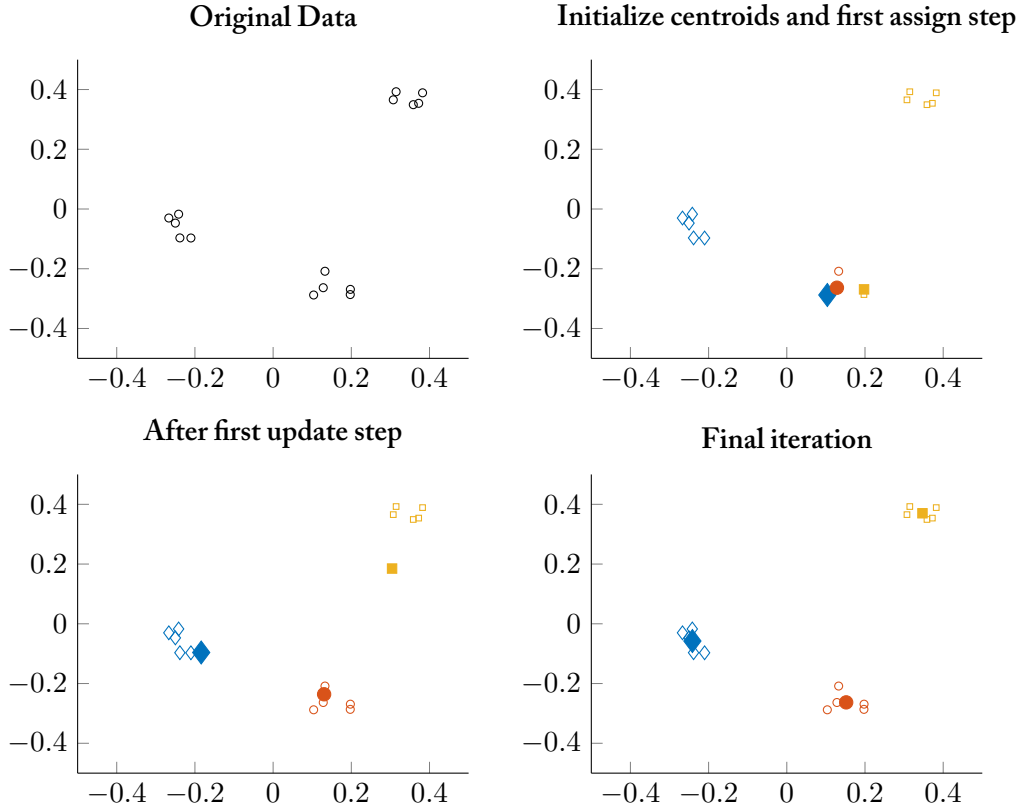 Original Data
0.4
0.2
0
−0.2
−0.4
−0.4 −0.2 0 0.2 0.4
Initialize centroids and first assign step
0.4
0.2
0
−0.2
−0.4
−0.4 −0.2 0 0.2 0.4
After first update step
0.4
0.2
0
−0.2
−0.4
−0.4 −0.2 0 0.2 0.4
Final iteration
0.4
0.2
0
−0.2
−0.4
−0.4 −0.2 0 0.2 0.4